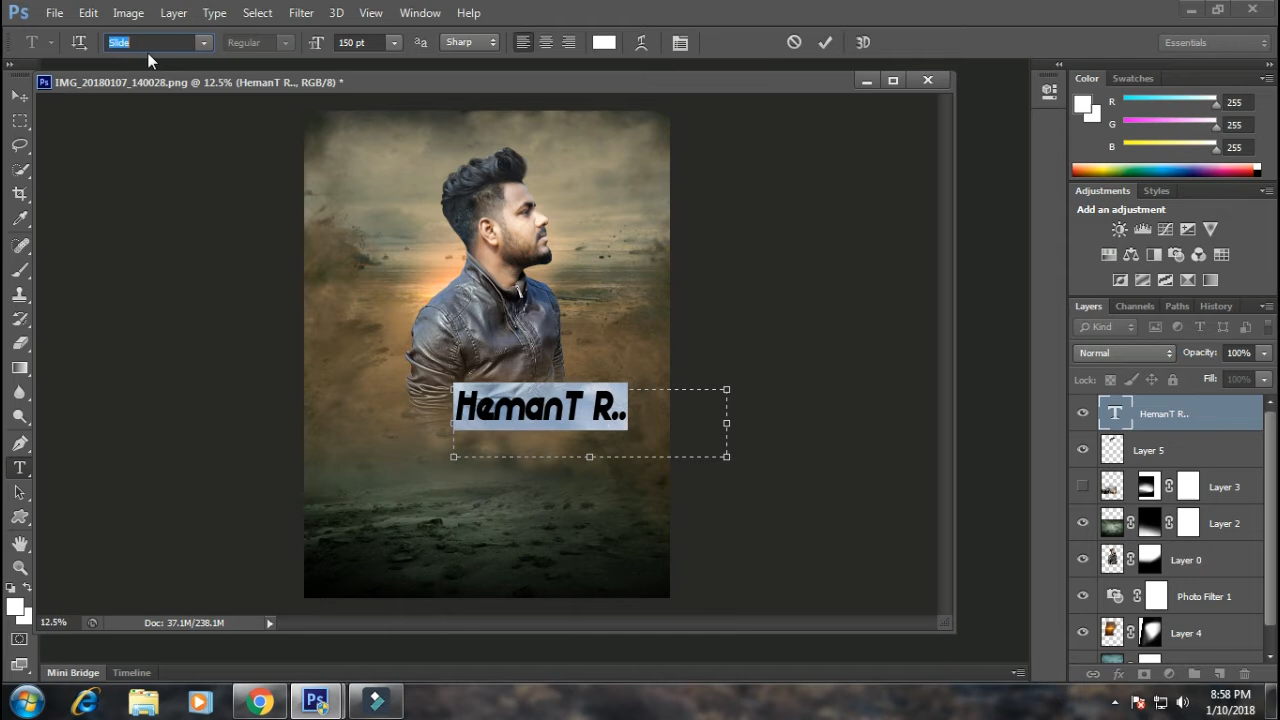 Ps File Edit Image Layer Type Select Filter 3D View Window Help
T Slide Regular 150 pt Sharp 3D Essentials
IMG_20180107_140028.png @ 12.5% (HemanT R.., RGB/8) *
HemanT R..
12.5% Doc: 37.1M/238.1M
Mini Bridge Timeline
Color Swatches
R 255
G 255
B 255
Adjustments Styles
Add an adjustment
Layers Channels Paths History
Kind
Normal Opacity: 100%
Lock: Fill: 100%
HemanT R..
Layer 5
Layer 3
Layer 2
Layer 0
Photo Filter 1
Layer 4
8:58 PM
1/10/2018